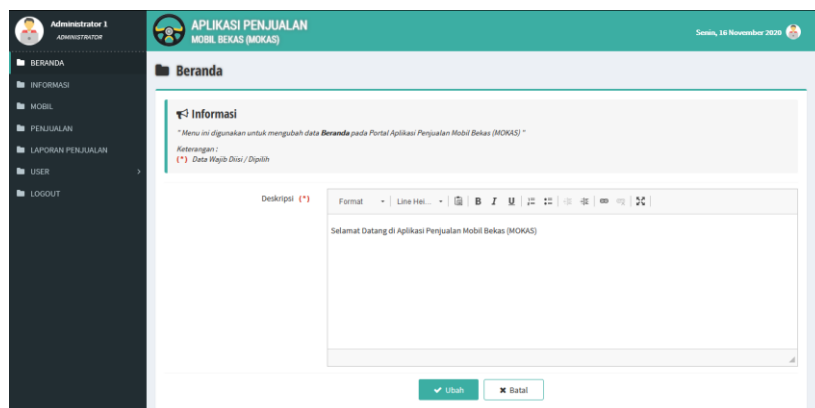 Administrator 1
ADMINISTRATOR
APLIKASI PENJUALAN
MOBIL BEKAS (MOKAS)
Senin, 16 November 2020
BERANDA
INFORMASI
MOBIL
PENJUALAN
LAPORAN PENJUALAN
USER
LOGOUT
Beranda
Informasi
" Menu ini digunakan untuk mengubah data Beranda pada Portal Aplikasi Penjualan Mobil Bekas (MOKAS) "
Keterangan :
(*) Data Wajib Diisi / Dipilih
Deskripsi (*)
Format Line Hei... B I U
Selamat Datang di Aplikasi Penjualan Mobil Bekas (MOKAS)
Ubah Batal